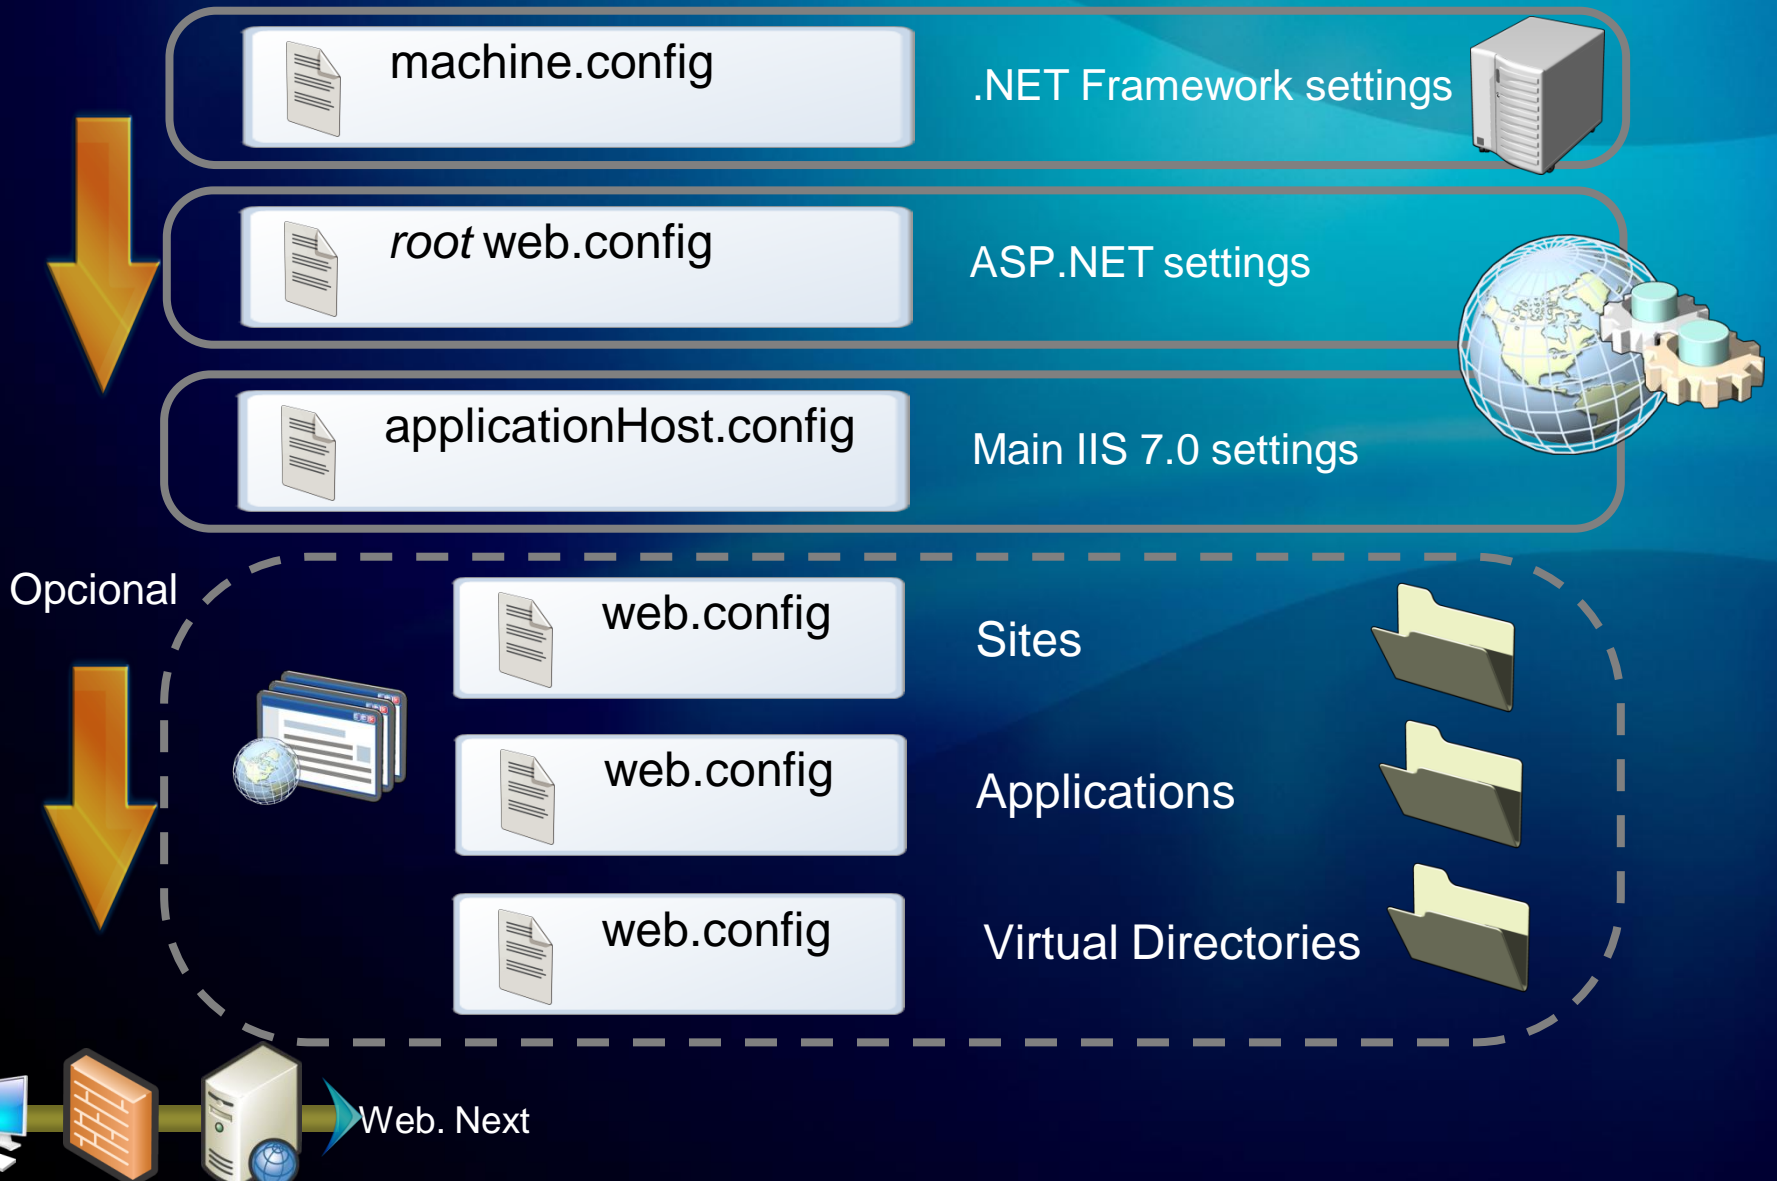 machine.config
.NET Framework settings
root web.config
ASP.NET settings
applicationHost.config
Main IIS 7.0 settings
Opcional
web.config
Sites
web.config
Applications
web.config
Virtual Directories
Web. Next